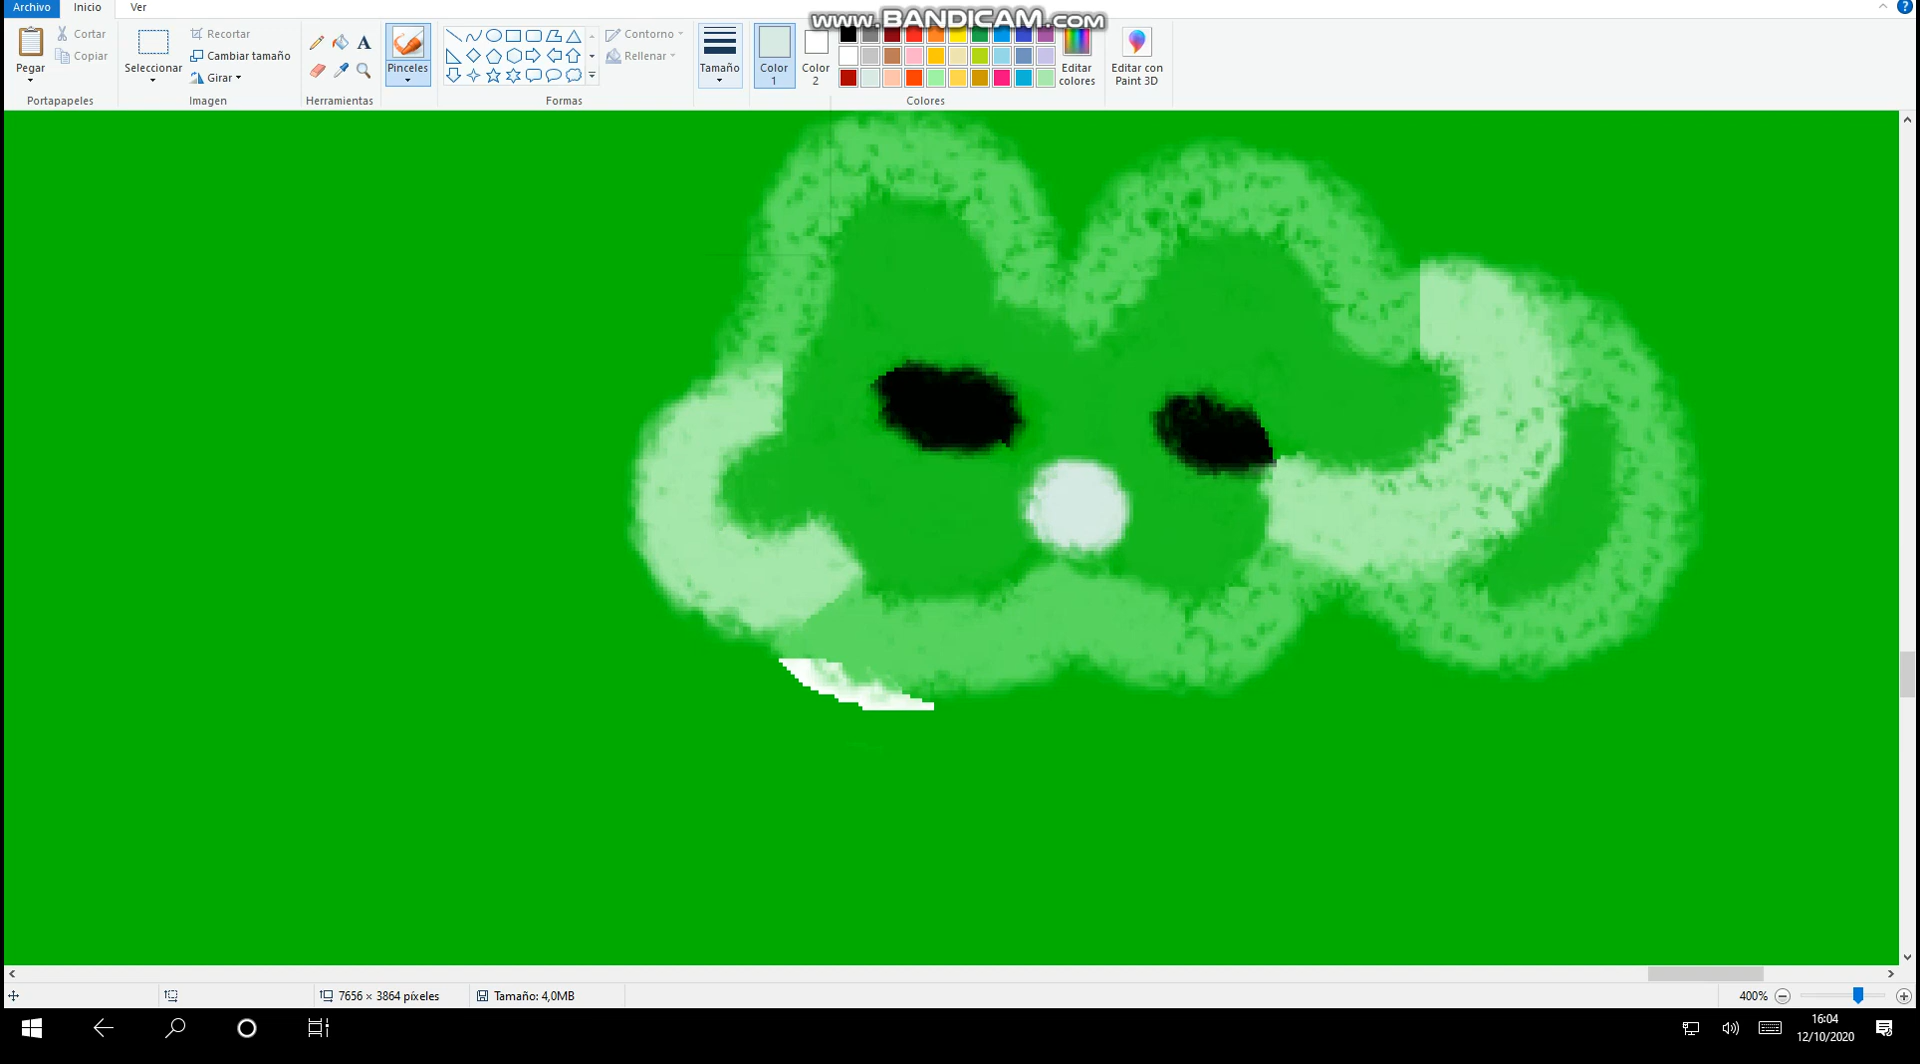 Archivo Inicio Ver
www.BANDICAM.com
Pegar
Cortar
Copiar
Portapapeles
Seleccionar
Recortar
Cambiar tamaño
Girar
Imagen
A
Herramientas
Pinceles
Contorno
Rellenar
Formas
Tamaño
Color
1
Color
2
Editar
colores
Colores
Editar con
Paint 3D
7656 × 3864 píxeles
Tamaño: 4,0MB
400%
16:04
12/10/2020